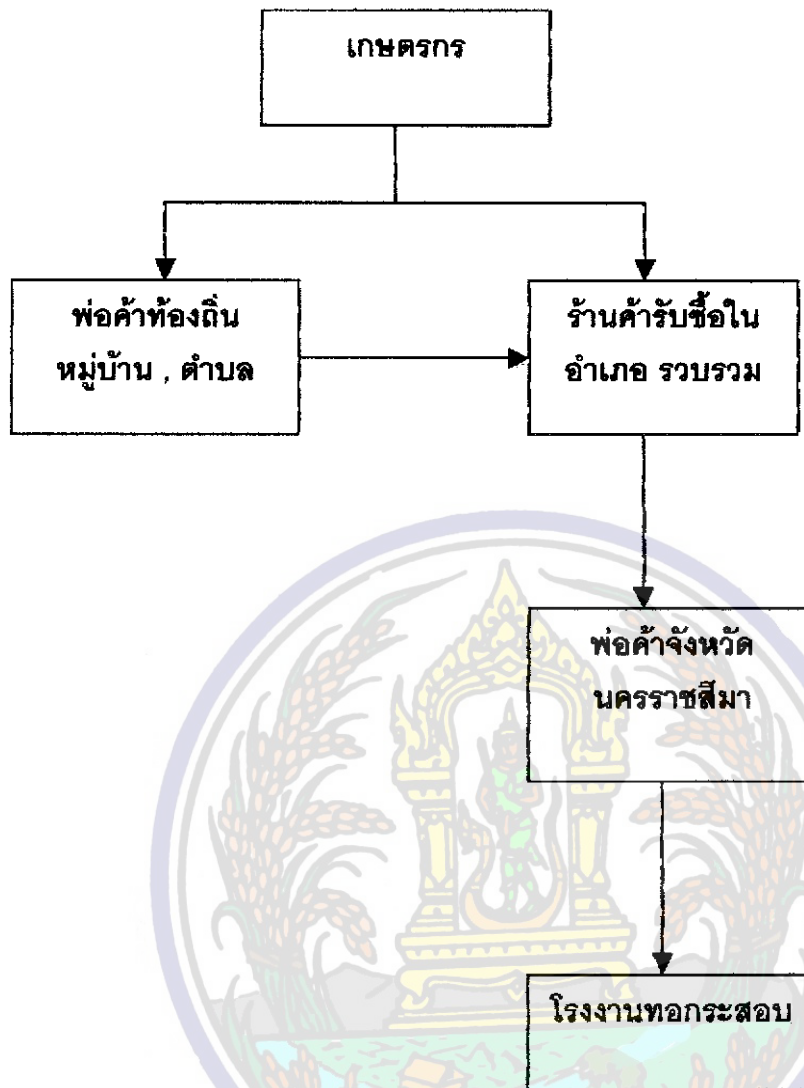 เกษตรกร
พ่อค้าท้องถิ่น
หมู่บ้าน , ตำบล
ร้านค้ารับซื้อใน
อำเภอ รวบรวม
พ่อค้าจังหวัด
นครราชสีมา
โรงงานทอกระสอบ